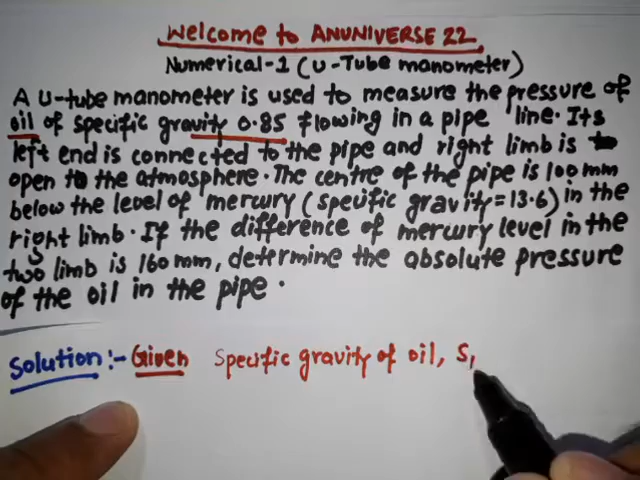 Welcome to ANUNIVERSE 22
Numerical-1 (U-Tube manometer)
A U-tube manometer is used to measure the pressure of
oil of specific gravity 0.85 flowing in a pipe line. Its
left end is connected to the pipe and right limb is
open to the atmosphere. The centre of the pipe is 100 mm
below the level of mercury (specific gravity = 13.6) in the
right limb. If the difference of mercury level in the
two limb is 160 mm, determine the absolute pressure
of the oil in the pipe.
Solution:- Given Specific gravity of oil, S₁